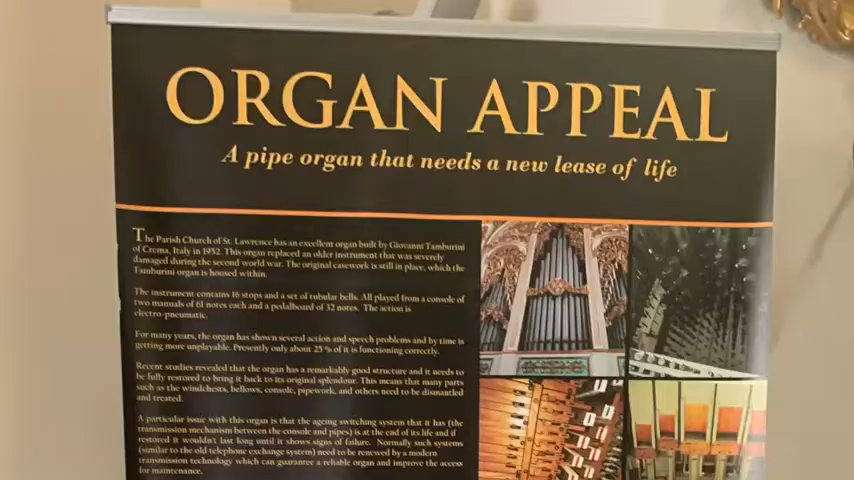 ORGAN APPEAL
A pipe organ that needs a new lease of life
The Parish Church of St. Lawrence has an excellent organ built by Giovanni Tamburini
of Crema, Italy in 1952. This organ replaced an older instrument that was severely
damaged during the second world war. The original casework is still in place, which the
Tamburini organ is housed within.
The instrument contains 16 stops and a set of tubular bells. All played from a console of
two manuals of 61 notes each and a pedalboard of 32 notes. The action is
electro-pneumatic.
For many years, the organ has shown several action and speech problems and by time is
getting more unplayable. Presently only about 25% of it is functioning correctly.
Recent studies revealed that the organ has a remarkably good structure and it needs to
be fully restored to bring it back to its original splendour. This means that many parts
such as the windchests, bellows, console, pipework, and others need to be dismantled
and treated.
A particular issue with this organ is that the ageing switching system that it has (the
transmission mechanism between the console and pipes) is at the end of its life and if
restored it wouldn't last long until it shows signs of failure. Normally such systems
(similar to the old telephone exchange system) need to be renewed by a modern
transmission technology which can guarantee a reliable organ and improve the access
for maintenance.